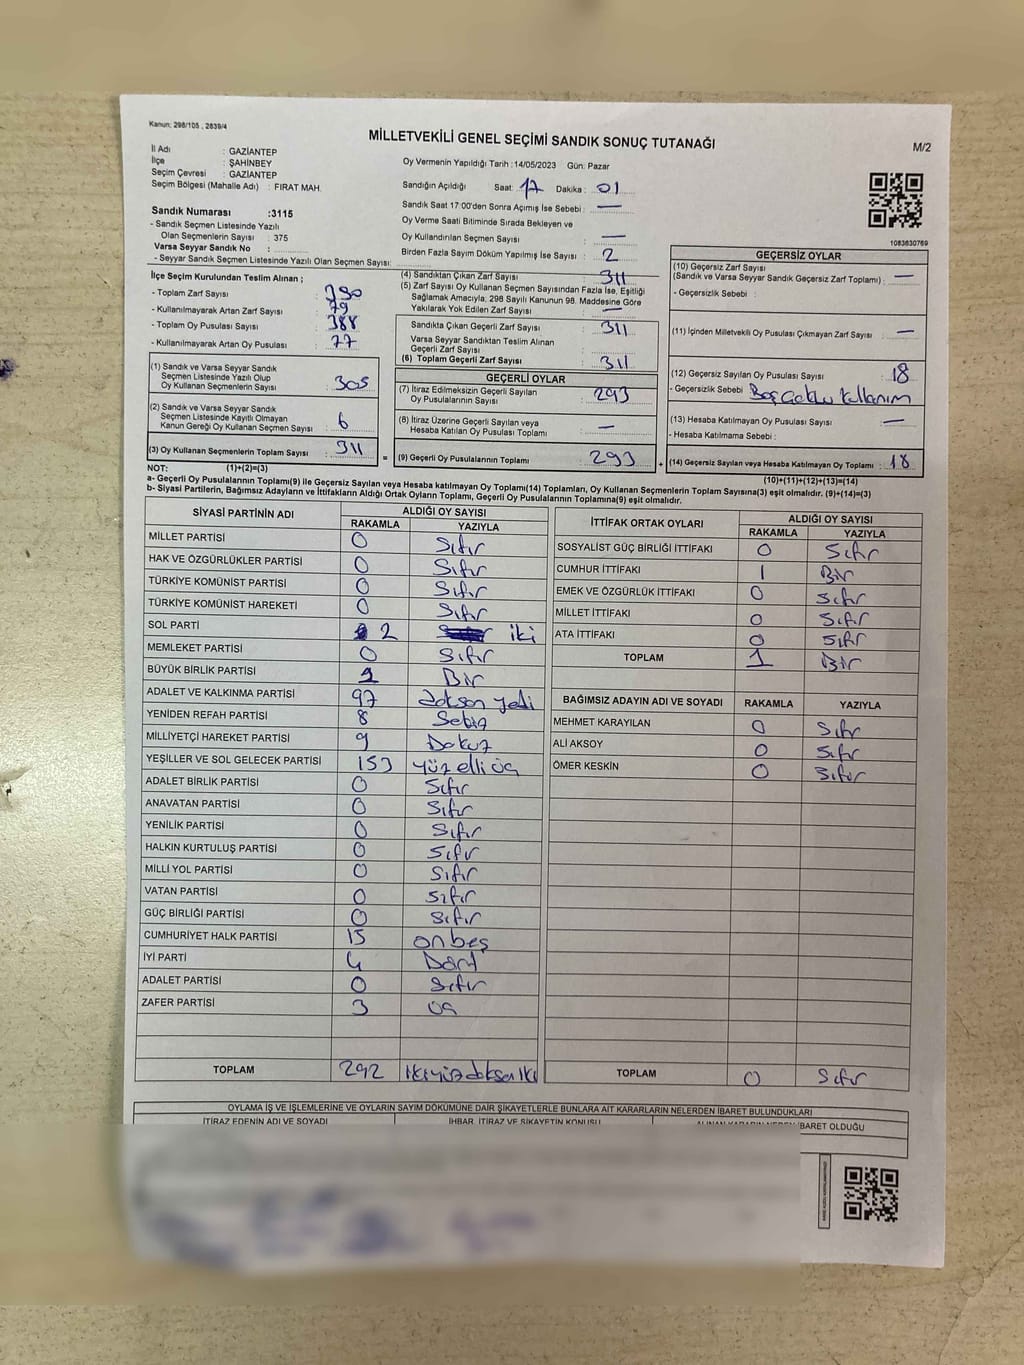 Kanun: 298/105 , 2839/4
MİLLETVEKİLİ GENEL SEÇİMİ SANDIK SONUÇ TUTANAĞI
M/2
İl Adı : GAZİANTEP
İlçe : ŞAHİNBEY
Seçim Çevresi : GAZİANTEP
Seçim Bölgesi (Mahalle Adı) : FIRAT MAH.
Sandık Numarası :3115
- Sandık Seçmen Listesinde Yazılı
Olan Seçmenlerin Sayısı : 375
Varsa Seyyar Sandık No :
- Seyyar Sandık Seçmen Listesinde Yazılı Olan Seçmen Sayısı:
Oy Vermenin Yapıldığı Tarih :14/05/2023 Gün: Pazar
Sandığın Açıldığı Saat: 17 Dakika : 01
Sandık Saat 17:00'den Sonra Açımış İse Sebebi : —
Oy Verme Saati Bitiminde Sırada Bekleyen ve
Oy Kullandırılan Seçmen Sayısı : —
Birden Fazla Sayım Döküm Yapılmış İse Sayısı : 2
1083630769
İlçe Seçim Kurulundan Teslim Alınan ;
- Toplam Zarf Sayısı : 390
- Kullanılmayarak Artan Zarf Sayısı : 79
- Toplam Oy Pusulası Sayısı : 388
- Kullanılmayarak Artan Oy Pusulası : 77
(1) Sandık ve Varsa Seyyar Sandık
Seçmen Listesinde Yazılı Olup
Oy Kullanan Seçmenlerin Sayısı : 305
(2) Sandık ve Varsa Seyyar Sandık
Seçmen Listesinde Kayıtlı Olmayan
Kanun Gereği Oy Kullanan Seçmen Sayısı : 6
(3) Oy Kullanan Seçmenlerin Toplam Sayısı : 311
(4) Sandıktan Çıkan Zarf Sayısı : 311
(5) Zarf Sayısı Oy Kullanan Seçmen Sayısından Fazla İse, Eşitliği
Sağlamak Amacıyla, 298 Sayılı Kanunun 98. Maddesine Göre
Yakılarak Yok Edilen Zarf Sayısı : —
Sandıkta Çıkan Geçerli Zarf Sayısı : 311
Varsa Seyyar Sandıktan Teslim Alınan
Geçerli Zarf Sayısı :
(6) Toplam Geçerli Zarf Sayısı : 311
GEÇERLİ OYLAR
(7) İtiraz Edilmeksizin Geçerli Sayılan
Oy Pusulalarının Sayısı : 293
(8) İtiraz Üzerine Geçerli Sayılan veya
Hesaba Katılan Oy Pusulası Toplamı : —
= (9) Geçerli Oy Pusulalarının Toplamı : 293 +
GEÇERSİZ OYLAR
(10) Geçersiz Zarf Sayısı
(Sandık ve Varsa Seyyar Sandık Geçersiz Zarf Toplamı) : —
- Geçersizlik Sebebi :
(11) İçinden Milletvekili Oy Pusulası Çıkmayan Zarf Sayısı : —
(12) Geçersiz Sayılan Oy Pusulası Sayısı : 18
- Geçersizlik Sebebi : kullanım
(13) Hesaba Katılmayan Oy Pusulası Sayısı : —
- Hesaba Katılmama Sebebi :
(14) Geçersiz Sayılan veya Hesaba Katılmayan Oy Toplamı : 18
NOT: (1)+(2)=(3)
(10)+(11)+(12)+(13)=(14)
a- Geçerli Oy Pusulalarının Toplamı(9) ile Geçersiz Sayılan veya Hesaba katılmayan Oy Toplamı(14) Toplamları, Oy Kullanan Seçmenlerin Toplam Sayısına(3) eşit olmalıdır. (9)+(14)=(3)
b- Siyasi Partilerin, Bağımsız Adayların ve İttifakların Aldığı Ortak Oyların Toplamı, Geçerli Oy Pusulalarının Toplamına(9) eşit olmalıdır.
SİYASİ PARTİNİN ADI ALDIĞI OY SAYISI
RAKAMLA YAZIYLA
MİLLET PARTİSİ 0 Sıfır
HAK VE ÖZGÜRLÜKLER PARTİSİ 0 Sıfır
TÜRKİYE KOMÜNİST PARTİSİ 0 Sıfır
TÜRKİYE KOMÜNİST HAREKETİ 0 Sıfır
SOL PARTİ 2 iki
MEMLEKET PARTİSİ 0 Sıfır
BÜYÜK BİRLİK PARTİSİ 1 Bir
ADALET VE KALKINMA PARTİSİ 97 doksan yedi
YENİDEN REFAH PARTİSİ 8 Sekiz
MİLLİYETÇİ HAREKET PARTİSİ 9 Dokuz
YEŞİLLER VE SOL GELECEK PARTİSİ 153 yüz elli üç
ADALET BİRLİK PARTİSİ 0 Sıfır
ANAVATAN PARTİSİ 0 Sıfır
YENİLİK PARTİSİ 0 Sıfır
HALKIN KURTULUŞ PARTİSİ 0 Sıfır
MİLLİ YOL PARTİSİ 0 Sıfır
VATAN PARTİSİ 0 Sıfır
GÜÇ BİRLİĞİ PARTİSİ 0 Sıfır
CUMHURİYET HALK PARTİSİ 15 onbeş
İYİ PARTİ 4 Dört
ADALET PARTİSİ 0 Sıfır
ZAFER PARTİSİ 3 üç
TOPLAM 292 ikiyüzdoksaniki
İTTİFAK ORTAK OYLARI ALDIĞI OY SAYISI
RAKAMLA YAZIYLA
SOSYALİST GÜÇ BİRLİĞİ İTTİFAKI 0 Sıfır
CUMHUR İTTİFAKI 1 Bir
EMEK VE ÖZGÜRLÜK İTTİFAKI 0 Sıfır
MİLLET İTTİFAKI 0 Sıfır
ATA İTTİFAKI 0 Sıfır
TOPLAM 1 Bir
BAĞIMSIZ ADAYIN ADI VE SOYADI RAKAMLA YAZIYLA
MEHMET KARAYILAN 0 Sıfır
ALİ AKSOY 0 Sıfır
ÖMER KESKİN 0 Sıfır
TOPLAM 0 Sıfır
OYLAMA İŞ VE İŞLEMLERİNE VE OYLARIN SAYIM DÖKÜMÜNE DAİR ŞİKAYETLERLE BUNLARA AİT KARARLARIN NELERDEN İBARET BULUNDUKLARI
İTİRAZ EDENİN ADI VE SOYADI İHBAR, İTİRAZ VE ŞİKAYETİN KONUSU ALINAN KARARIN NEDEN İBARET OLDUĞU